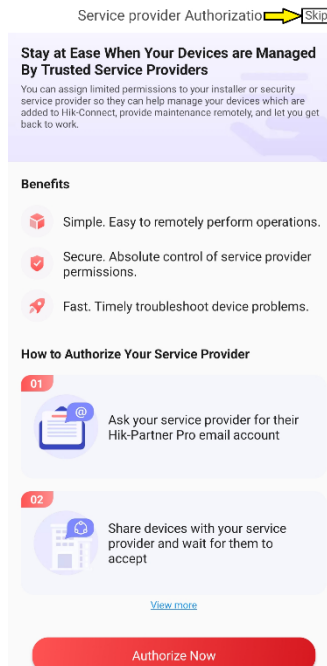 Service provider Authorizatio
Skip
Stay at Ease When Your Devices are Managed
By Trusted Service Providers
You can assign limited permissions to your installer or security
service provider so they can help manage your devices which are
added to Hik-Connect, provide maintenance remotely, and let you get
back to work.
Benefits
Simple. Easy to remotely perform operations.
Secure. Absolute control of service provider
permissions.
Fast. Timely troubleshoot device problems.
How to Authorize Your Service Provider
01
@
Ask your service provider for their
Hik-Partner Pro email account
02
Share devices with your service
provider and wait for them to
accept
View more
Authorize Now